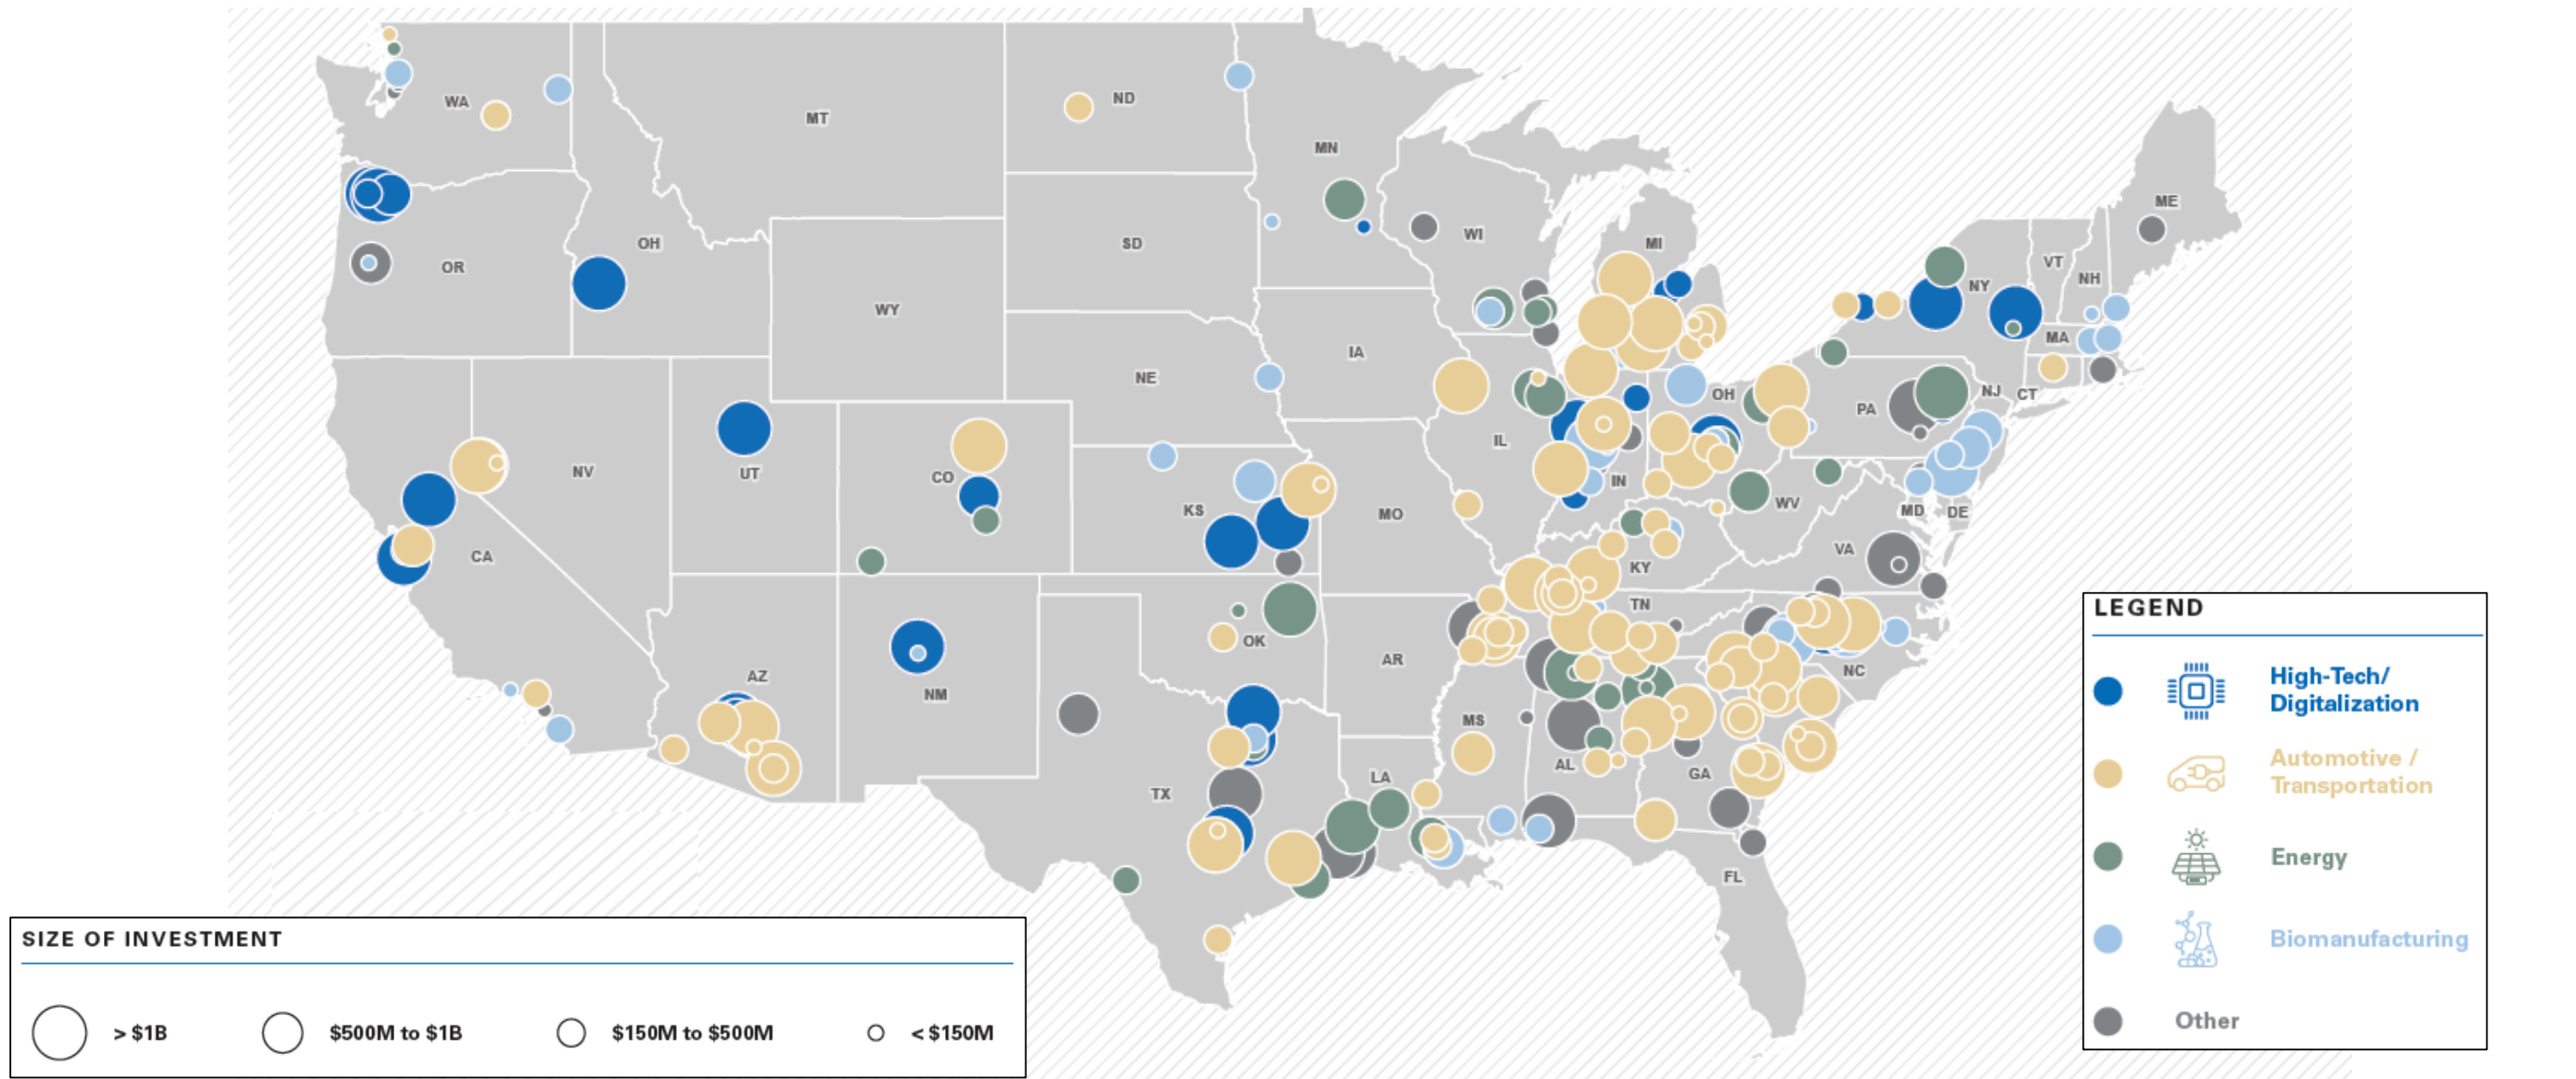 WA
MT
ND
MN
ME
WI
MI
OH
OR
SD
NY
VT
NH
WY
IA
MA
NE
OH
NJ
CT
PA
NV
UT
CO
IL
IN
KS
MO
WV
MD
DE
CA
VA
KY
TN
AZ
NM
OK
AR
NC
MS
AL
GA
LA
TX
FL
LEGEND
High-Tech/
Digitalization
Automotive /
Transportation
Energy
Biomanufacturing
Other
SIZE OF INVESTMENT
> $1B
$500M to $1B
$150M to $500M
< $150M